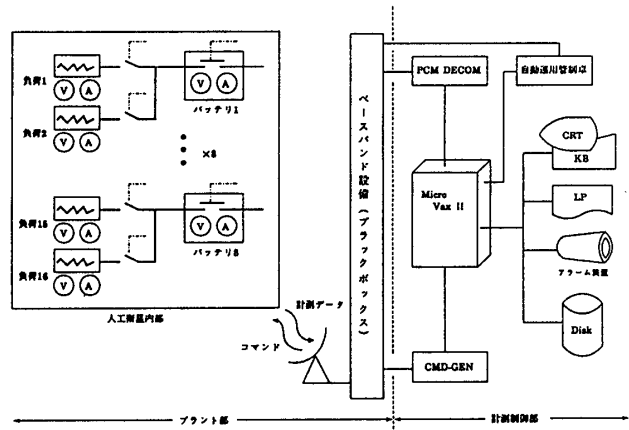 負荷1
V A
負荷2
V A
V A
バッテリ1
×8
負荷15
V A
負荷16
V A
V A
バッテリ8
人工衛星内部
計測データ
コマンド
ベースバンド設備(ブラックボックス)
PCM DECOM
自動運用管制卓
Micro
Vax II
CRT
KB
LP
アラーム装置
Disk
CMD-GEN
プラント部
計測制御部